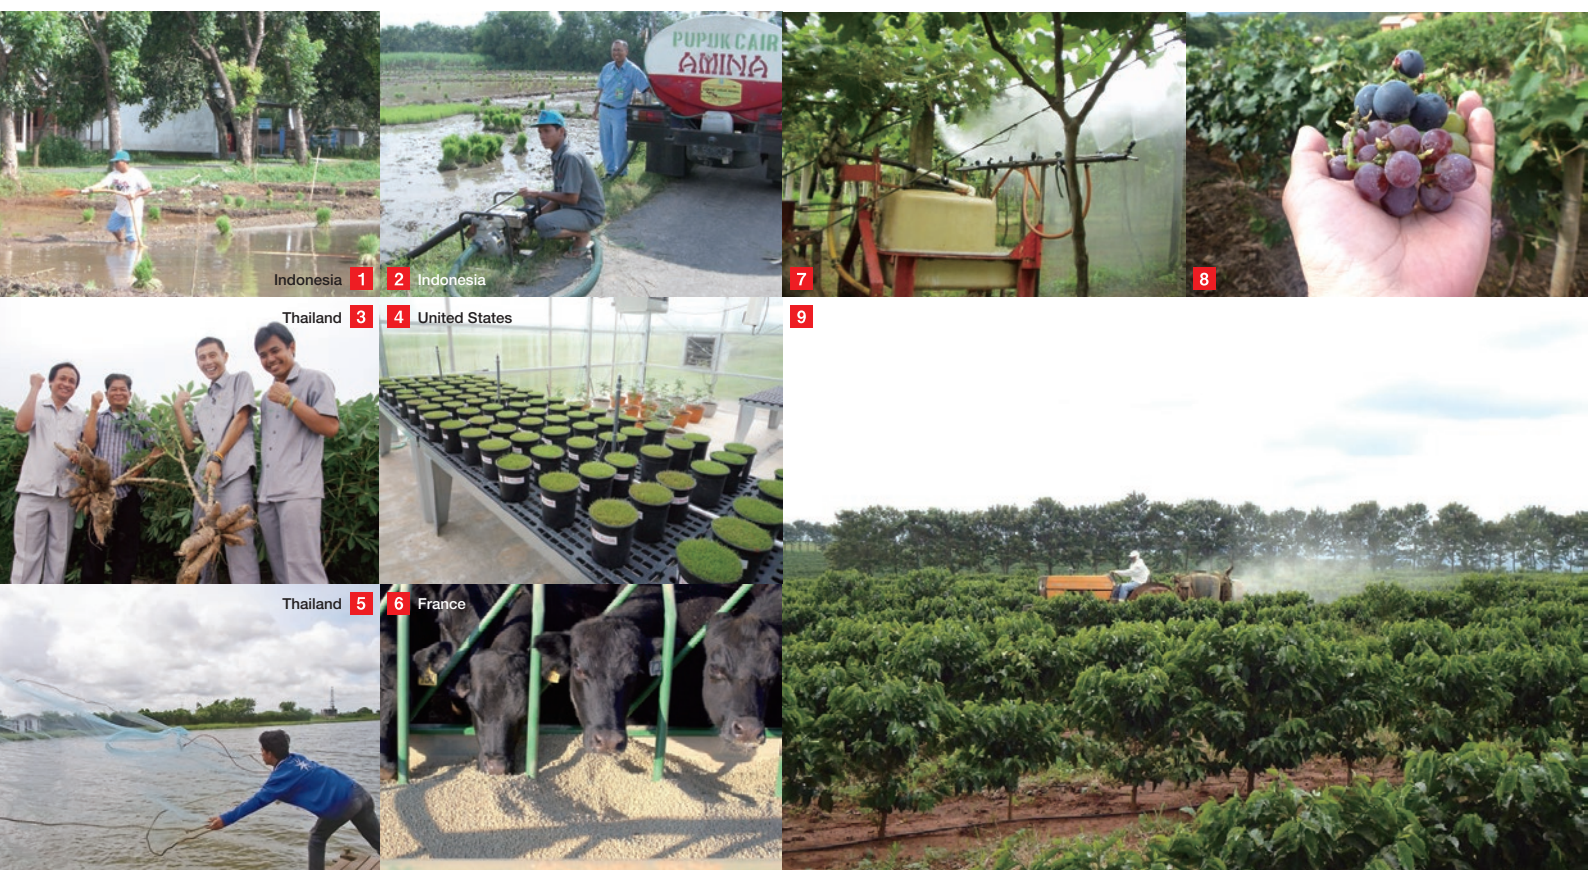 PUPUK CAIR
AMINA
Indonesia 1
2 Indonesia
7
8
Thailand 3
4 United States
9
Thailand 5
6 France